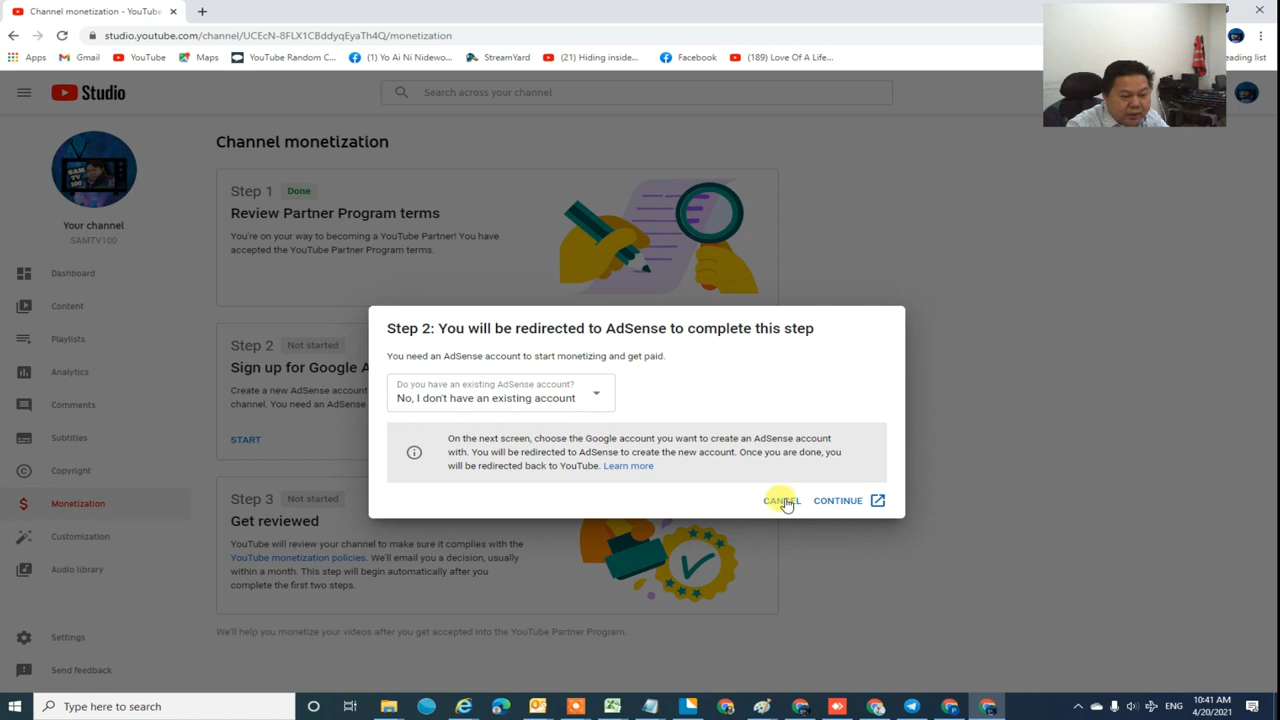 Channel monetization - YouTube
studio.youtube.com/channel/UCEcN-8FLX1CBddyqEyaTh4Q/monetization
Apps
Gmail
YouTube
Maps
YouTube Random C...
(1) Yo Ai Ni Nidewo...
StreamYard
(21) Hiding inside...
Facebook
(189) Love Of A Life...
eading list
Studio
Search across your channel
SAM
TV
100
Your channel
SAMTV100
Dashboard
Content
Playlists
Analytics
Comments
Subtitles
Copyright
Monetization
Customization
Audio library
Settings
Send feedback
Channel monetization
Step 1 Done
Review Partner Program terms
You're on your way to becoming a YouTube Partner! You have
accepted the YouTube Partner Program terms.
Step 2 Not started
Sign up for Google A
Create a new AdSense
channel. You need an AdSense
START
Step 2: You will be redirected to AdSense to complete this step
You need an AdSense account to start monetizing and get paid.
Do you have an existing AdSense account?
No, I don't have an existing account
On the next screen, choose the Google account you want to create an AdSense account
with. You will be redirected to AdSense to create the new account. Once you are done, you
will be redirected back to YouTube. Learn more
CANCEL CONTINUE
Step 3 Not started
Get reviewed
YouTube will review your channel to make sure it complies with the
YouTube monetization policies. We'll email you a decision, usually
within a month. This step will begin automatically after you
complete the first two steps.
We'll help you monetize your videos after you get accepted into the YouTube Partner Program.
Type here to search
ENG
10:41 AM
4/20/2021